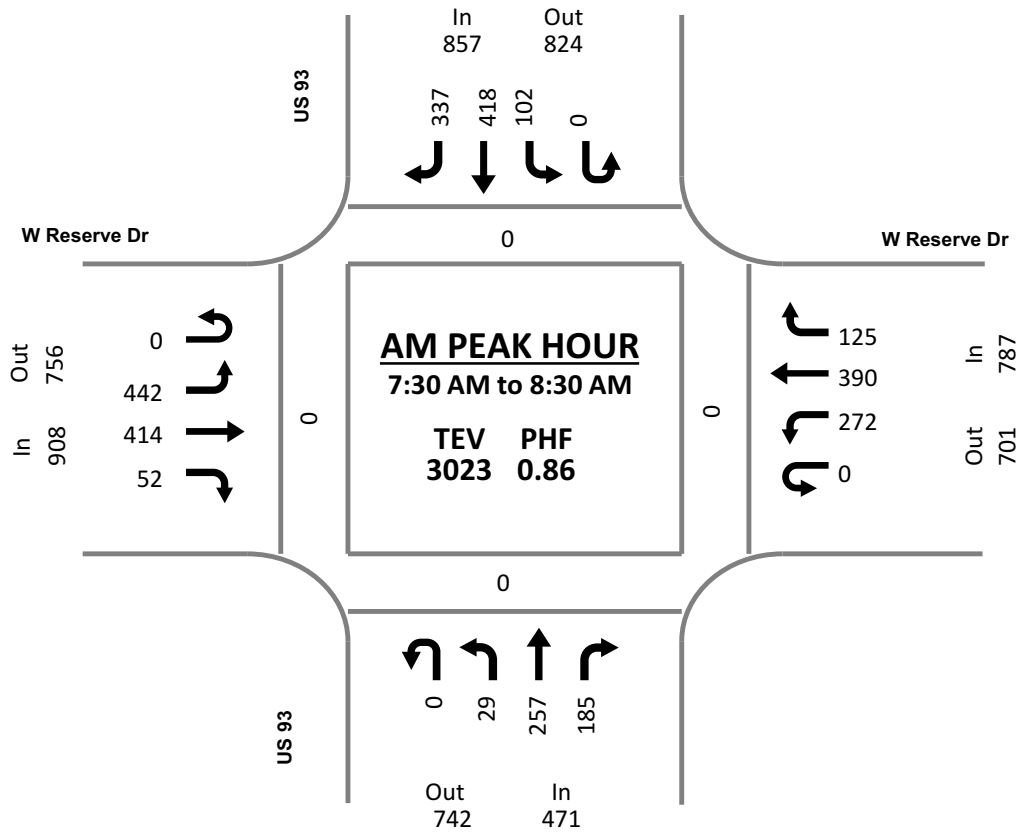 In Out
857 824
US 93
337 418 102 0
W Reserve Dr
0
W Reserve Dr
Out 756
In 908
0
442
414
52
0
AM PEAK HOUR
7:30 AM to 8:30 AM
TEV PHF
3023 0.86
0
125
390
272
0
In 787
Out 701
0
0 29 257 185
US 93
Out In
742 471